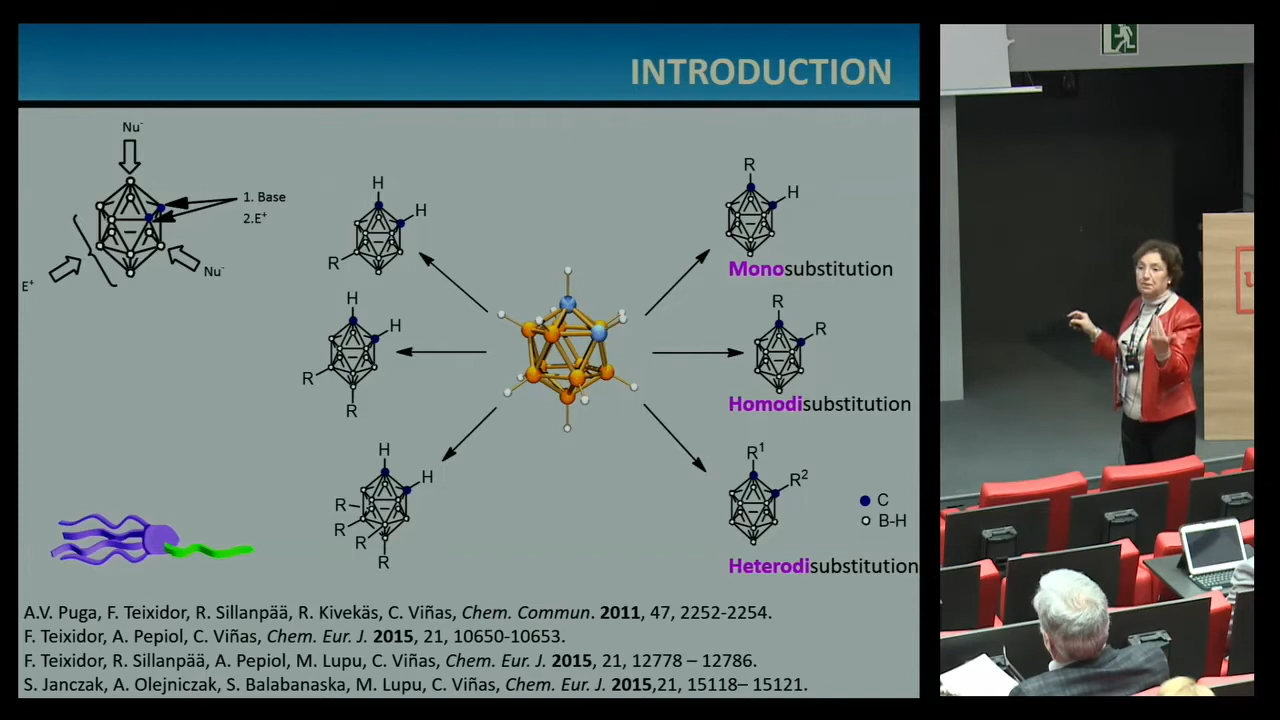 INTRODUCTION
Nu-
1. Base
2.E+
Nu-
E+
H
H
R
H
H
R
R
H
H
R
R
R
R
R
H
Monosubstitution
R
R
Homodisubstitution
R1
R2
C
B-H
Heterodisubstitution
A.V. Puga, F. Teixidor, R. Sillanpää, R. Kivekäs, C. Viñas, Chem. Commun. 2011, 47, 2252-2254.
F. Teixidor, A. Pepiol, C. Viñas, Chem. Eur. J. 2015, 21, 10650-10653.
F. Teixidor, R. Sillanpää, A. Pepiol, M. Lupu, C. Viñas, Chem. Eur. J. 2015, 21, 12778 – 12786.
S. Janczak, A. Olejniczak, S. Balabanaska, M. Lupu, C. Viñas, Chem. Eur. J. 2015,21, 15118– 15121.